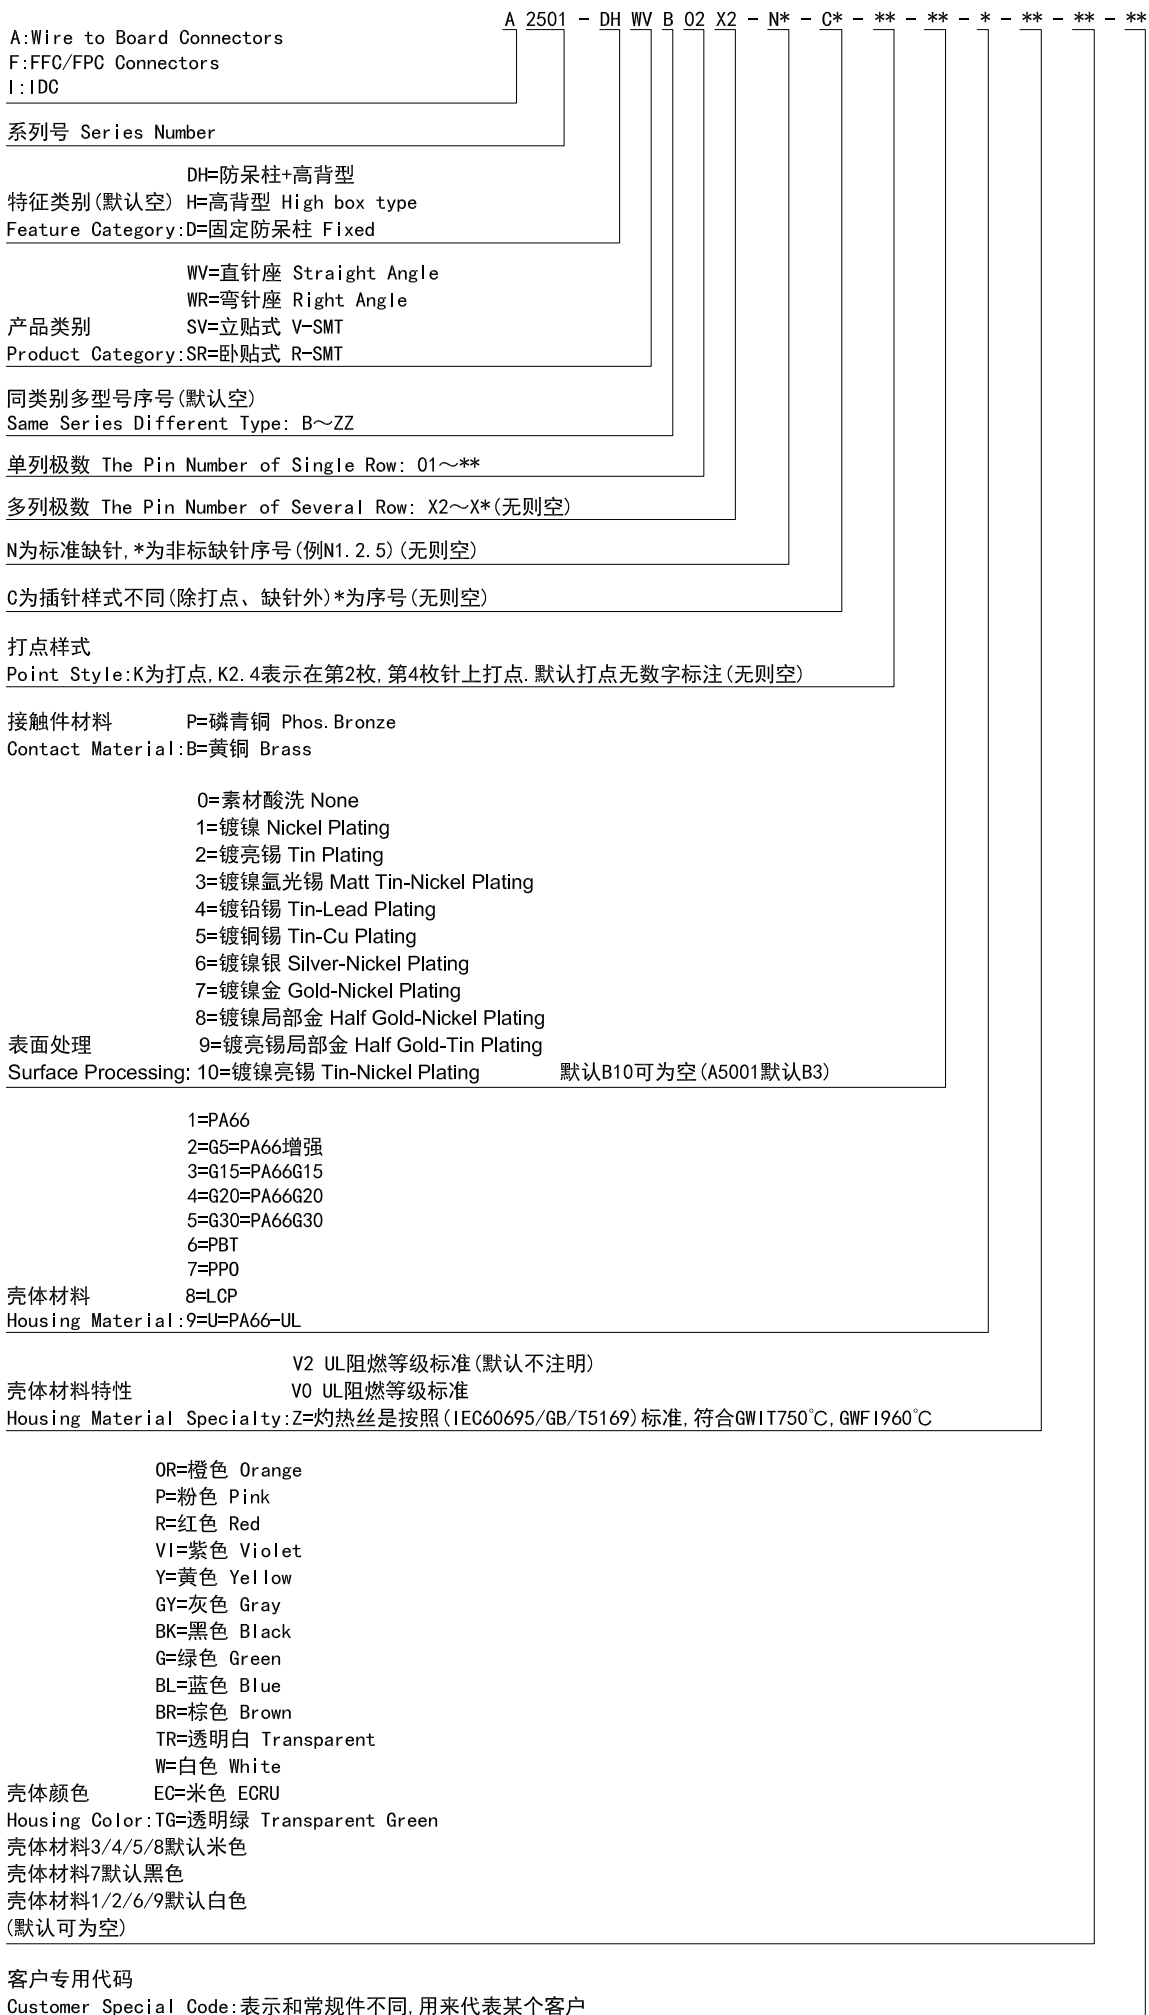 A 2501 - DH WV B 02 X2 - N* - C* - ** - ** - * - ** - ** - **
A:Wire to Board Connectors
F:FFC/FPC Connectors
I:IDC
系列号 Series Number
DH=防呆柱+高背型
特征类别(默认空) H=高背型 High box type
Feature Category:D=固定防呆柱 Fixed
WV=直针座 Straight Angle
WR=弯针座 Right Angle
产品类别 SV=立贴式 V-SMT
Product Category:SR=卧贴式 R-SMT
同类别多型号序号(默认空)
Same Series Different Type: B～ZZ
单列极数 The Pin Number of Single Row: 01～**
多列极数 The Pin Number of Several Row: X2～X*(无则空)
N为标准缺针,*为非标缺针序号(例N1.2.5)(无则空)
C为插针样式不同(除打点、缺针外)*为序号(无则空)
打点样式
Point Style:K为打点,K2.4表示在第2枚,第4枚针上打点.默认打点无数字标注(无则空)
接触件材料 P=磷青铜 Phos.Bronze
Contact Material:B=黄铜 Brass
0=素材酸洗 None
1=镀镍 Nickel Plating
2=镀亮锡 Tin Plating
3=镀镍氩光锡 Matt Tin-Nickel Plating
4=镀铅锡 Tin-Lead Plating
5=镀铜锡 Tin-Cu Plating
6=镀镍银 Silver-Nickel Plating
7=镀镍金 Gold-Nickel Plating
8=镀镍局部金 Half Gold-Nickel Plating
表面处理 9=镀亮锡局部金 Half Gold-Tin Plating
Surface Processing: 10=镀镍亮锡 Tin-Nickel Plating 默认B10可为空(A5001默认B3)
1=PA66
2=G5=PA66增强
3=G15=PA66G15
4=G20=PA66G20
5=G30=PA66G30
6=PBT
7=PPO
壳体材料 8=LCP
Housing Material:9=U=PA66-UL
V2 UL阻燃等级标准(默认不注明)
壳体材料特性 V0 UL阻燃等级标准
Housing Material Specialty:Z=灼热丝是按照(IEC60695/GB/T5169)标准,符合GWIT750℃,GWFI960℃
OR=橙色 Orange
P=粉色 Pink
R=红色 Red
VI=紫色 Violet
Y=黄色 Yellow
GY=灰色 Gray
BK=黑色 Black
G=绿色 Green
BL=蓝色 Blue
BR=棕色 Brown
TR=透明白 Transparent
W=白色 White
壳体颜色 EC=米色 ECRU
Housing Color:TG=透明绿 Transparent Green
壳体材料3/4/5/8默认米色
壳体材料7默认黑色
壳体材料1/2/6/9默认白色
(默认可为空)
客户专用代码
Customer Special Code:表示和常规件不同,用来代表某个客户